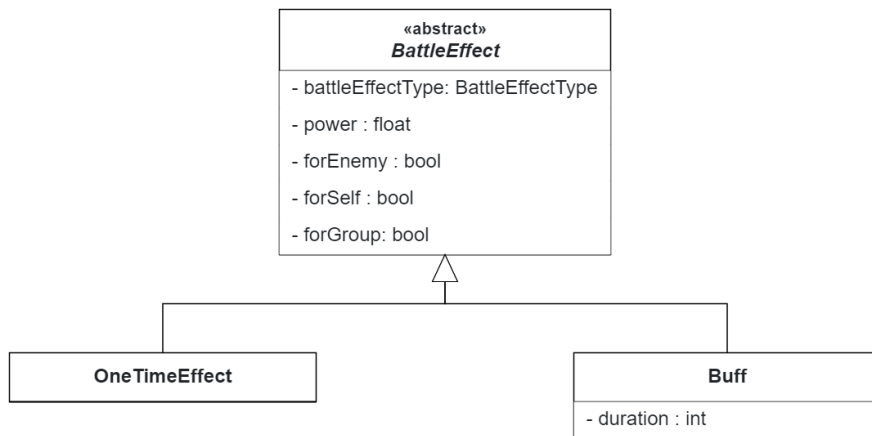 «abstract»
BattleEffect
- battleEffectType: BattleEffectType
- power : float
- forEnemy : bool
- forSelf : bool
- forGroup: bool
OneTimeEffect
Buff
- duration : int